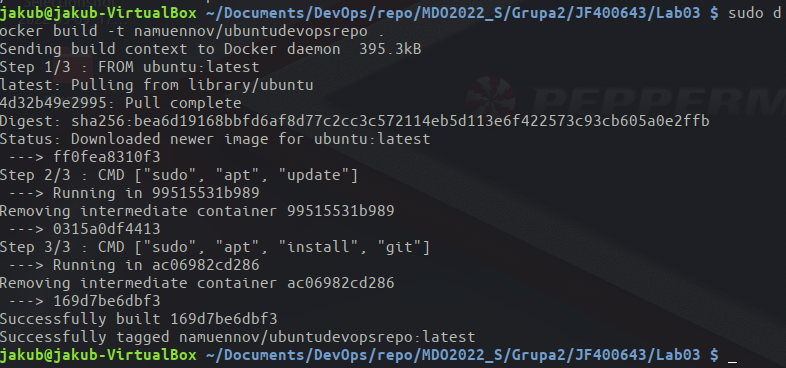 jakub@jakub-VirtualBox ~/Documents/DevOps/repo/MDO2022_S/Grupa2/JF400643/Lab03 $ sudo d
ocker build -t namuennov/ubuntudevopsrepo .
Sending build context to Docker daemon  395.3kB
Step 1/3 : FROM ubuntu:latest
latest: Pulling from library/ubuntu
4d32b49e2995: Pull complete
Digest: sha256:bea6d19168bbfd6af8d77c2cc3c572114eb5d113e6f422573c93cb605a0e2ffb
Status: Downloaded newer image for ubuntu:latest
 ---> ff0fea8310f3
Step 2/3 : CMD ["sudo", "apt", "update"]
 ---> Running in 99515531b989
Removing intermediate container 99515531b989
 ---> 0315a0df4413
Step 3/3 : CMD ["sudo", "apt", "install", "git"]
 ---> Running in ac06982cd286
Removing intermediate container ac06982cd286
 ---> 169d7be6dbf3
Successfully built 169d7be6dbf3
Successfully tagged namuennov/ubuntudevopsrepo:latest
jakub@jakub-VirtualBox ~/Documents/DevOps/repo/MDO2022_S/Grupa2/JF400643/Lab03 $ _
PEPPERM